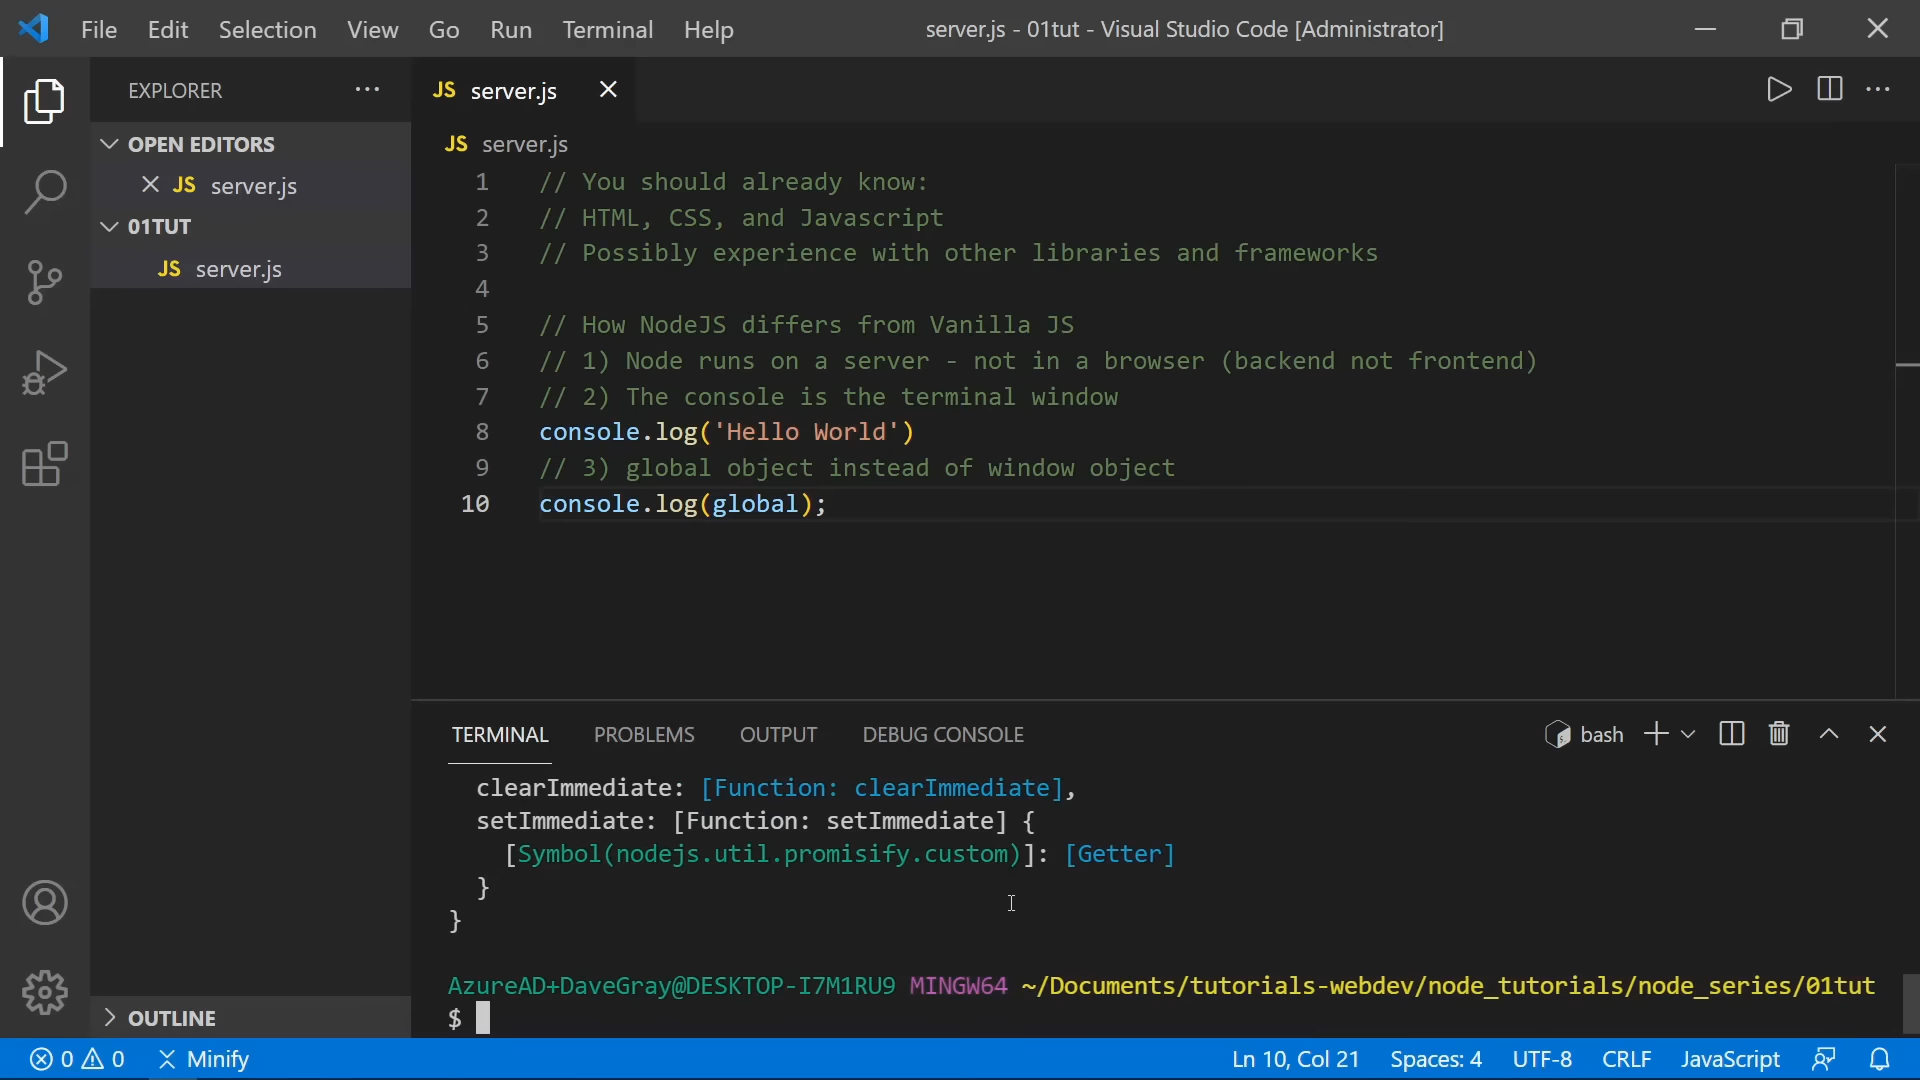 File Edit Selection View Go Run Terminal Help
server.js - 01tut - Visual Studio Code [Administrator]
EXPLORER
OPEN EDITORS
JS server.js
01TUT
JS server.js
OUTLINE
JS server.js
JS server.js
1 // You should already know:
2 // HTML, CSS, and Javascript
3 // Possibly experience with other libraries and frameworks
4
5 // How NodeJS differs from Vanilla JS
6 // 1) Node runs on a server - not in a browser (backend not frontend)
7 // 2) The console is the terminal window
8 console.log('Hello World')
9 // 3) global object instead of window object
10 console.log(global);
TERMINAL PROBLEMS OUTPUT DEBUG CONSOLE
bash
clearImmediate: [Function: clearImmediate],
setImmediate: [Function: setImmediate] {
[Symbol(nodejs.util.promisify.custom)]: [Getter]
}
}
AzureAD+DaveGray@DESKTOP-I7M1RU9 MINGW64 ~/Documents/tutorials-webdev/node_tutorials/node_series/01tut
$
0 0 Minify
Ln 10, Col 21 Spaces: 4 UTF-8 CRLF JavaScript